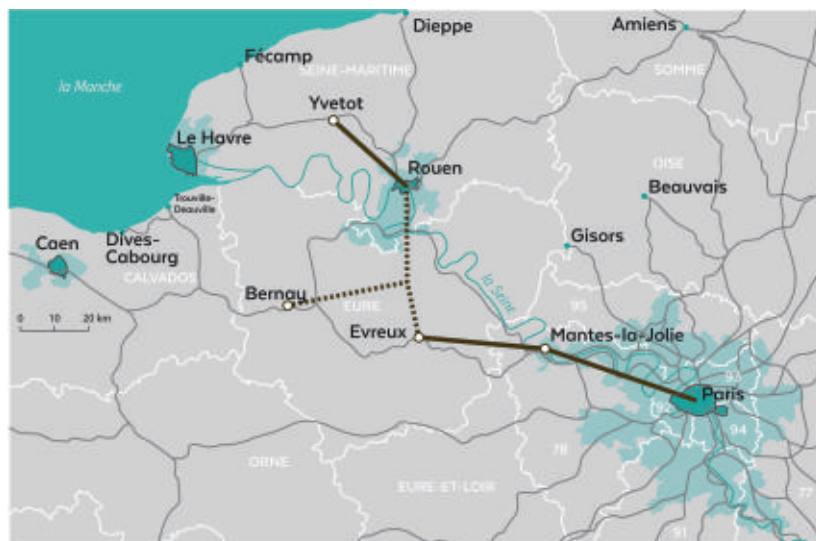 Dieppe
Amiens
Fécamp
SEINE-MARITIME
SOMME
la Manche
Yvetot
Le Havre
Rouen
OISE
Beauvais
Trouville-
Deauville
Caen
Dives-
Cabourg
Gisors
CALVADOS
la Seine
Bernay
EURE
95
0 10 20 km
Evreux
Mantes-la-Jolie
93
Paris
92
94
78
ORNE
EURE-ET-LOIR
77
91